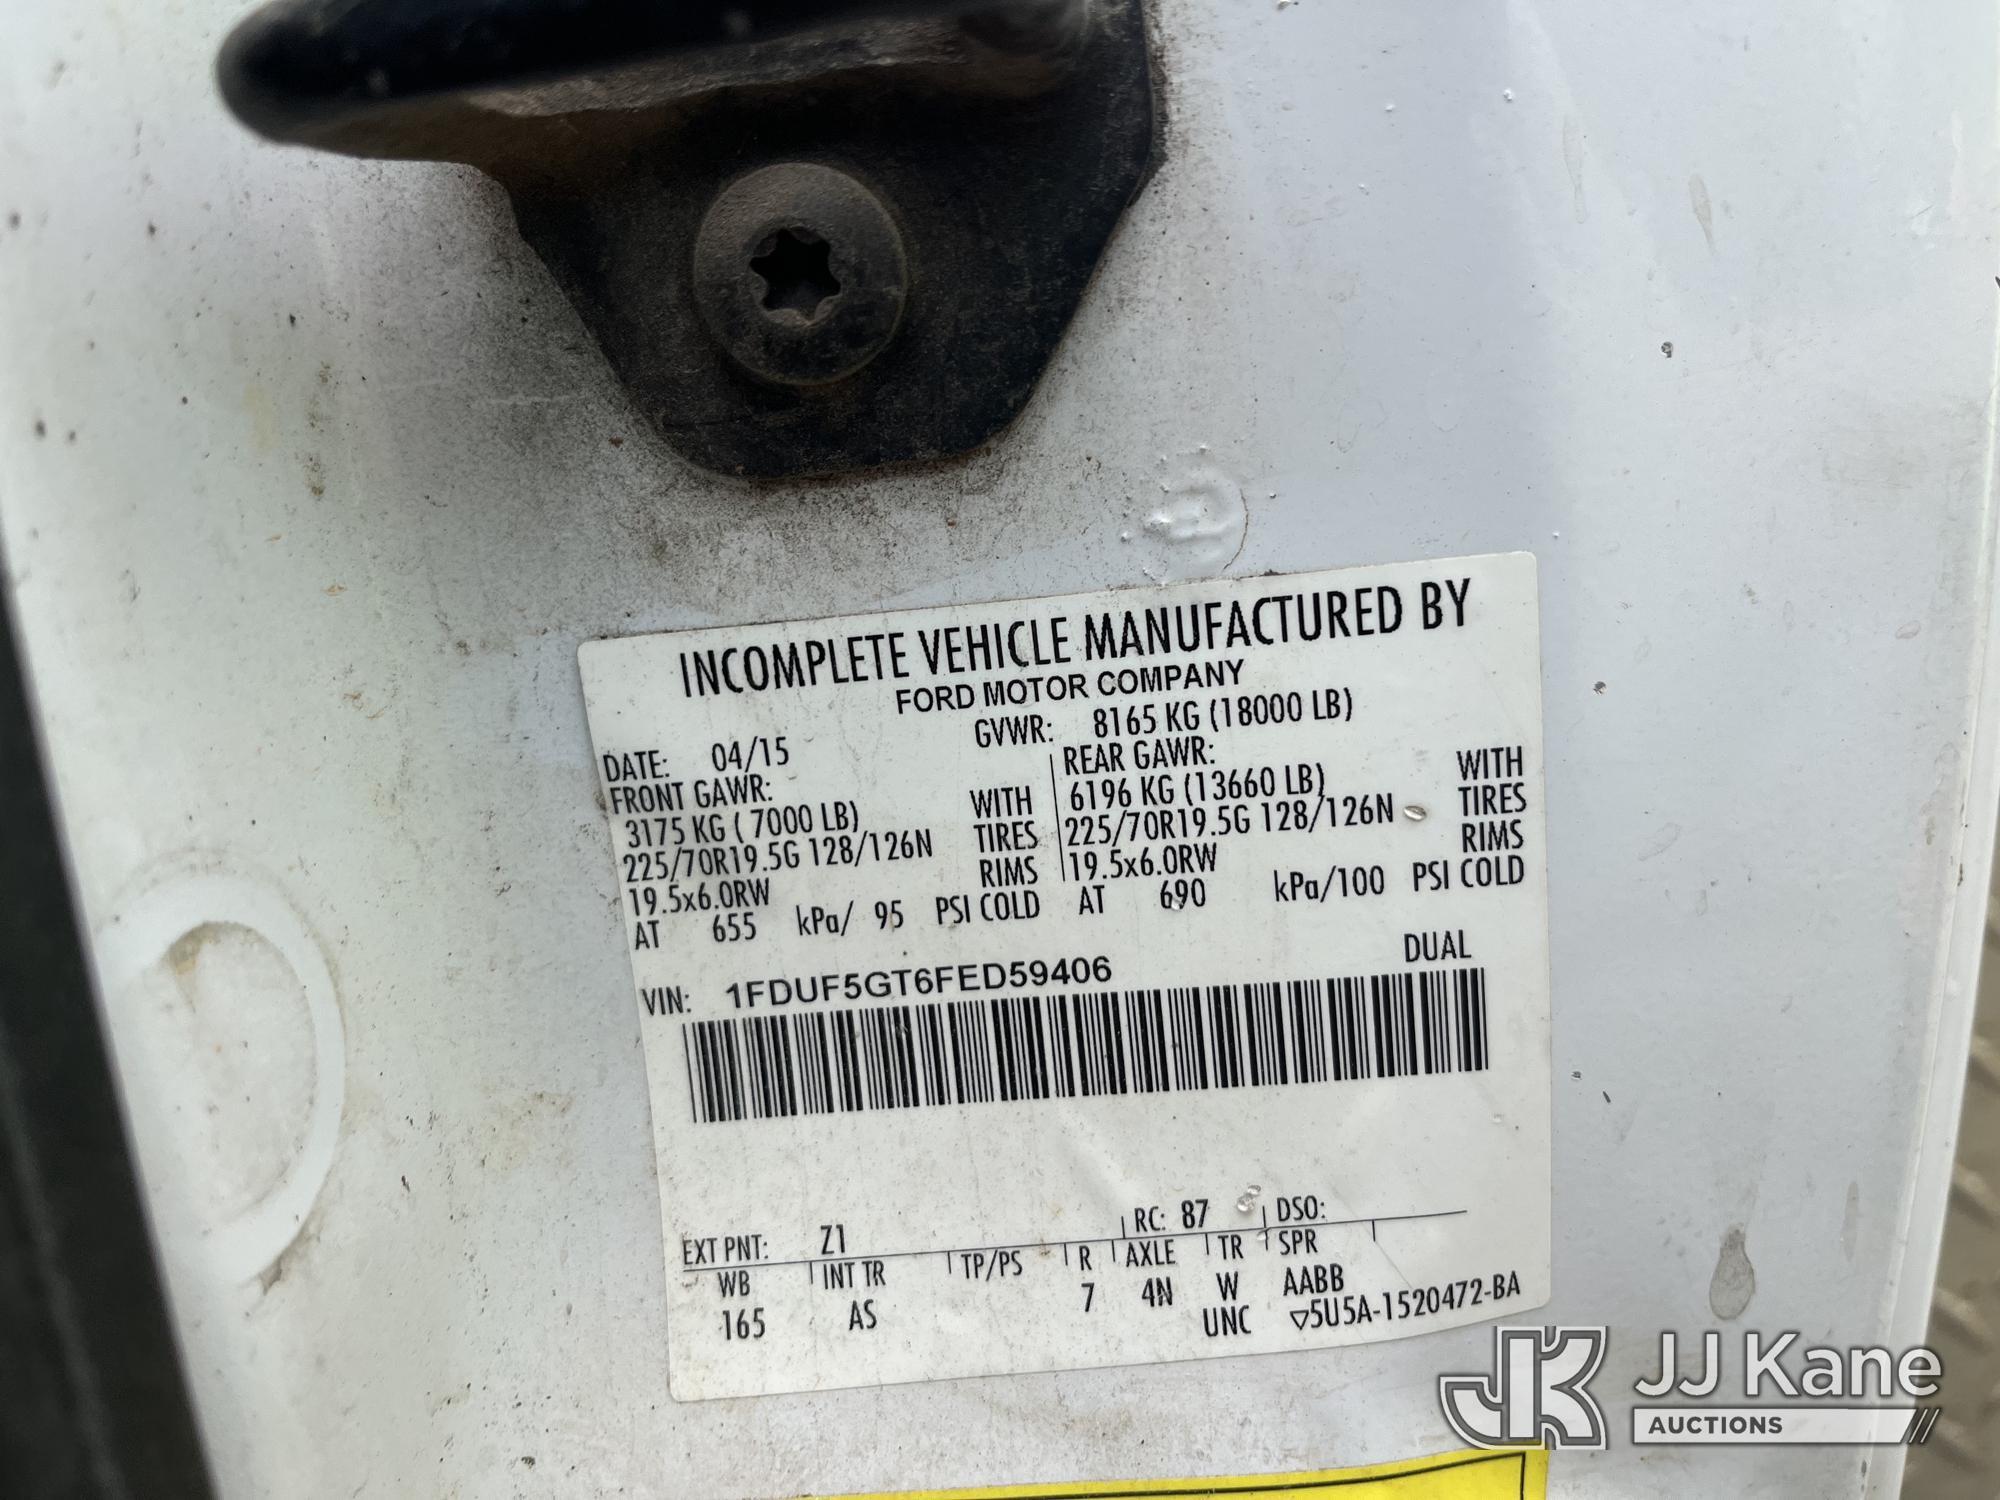 INCOMPLETE VEHICLE MANUFACTURED BY
FORD MOTOR COMPANY
DATE: 04/15 GVWR: 8165 KG (18000 LB)
FRONT GAWR: REAR GAWR:
3175 KG ( 7000 LB) WITH 6196 KG (13660 LB) WITH
225/70R19.5G 128/126N TIRES 225/70R19.5G 128/126N TIRES
19.5x6.0RW RIMS 19.5x6.0RW RIMS
AT 655 kPa/ 95 PSI COLD AT 690 kPa/100 PSI COLD
VIN: 1FDUF5GT6FED59406 DUAL
EXT PNT: Z1 RC: 87 DSO:
WB INT TR TP/PS R AXLE TR SPR
165 AS 7 4N W AABB
UNC ▽5U5A-1520472-BA
JK JJ Kane
AUCTIONS